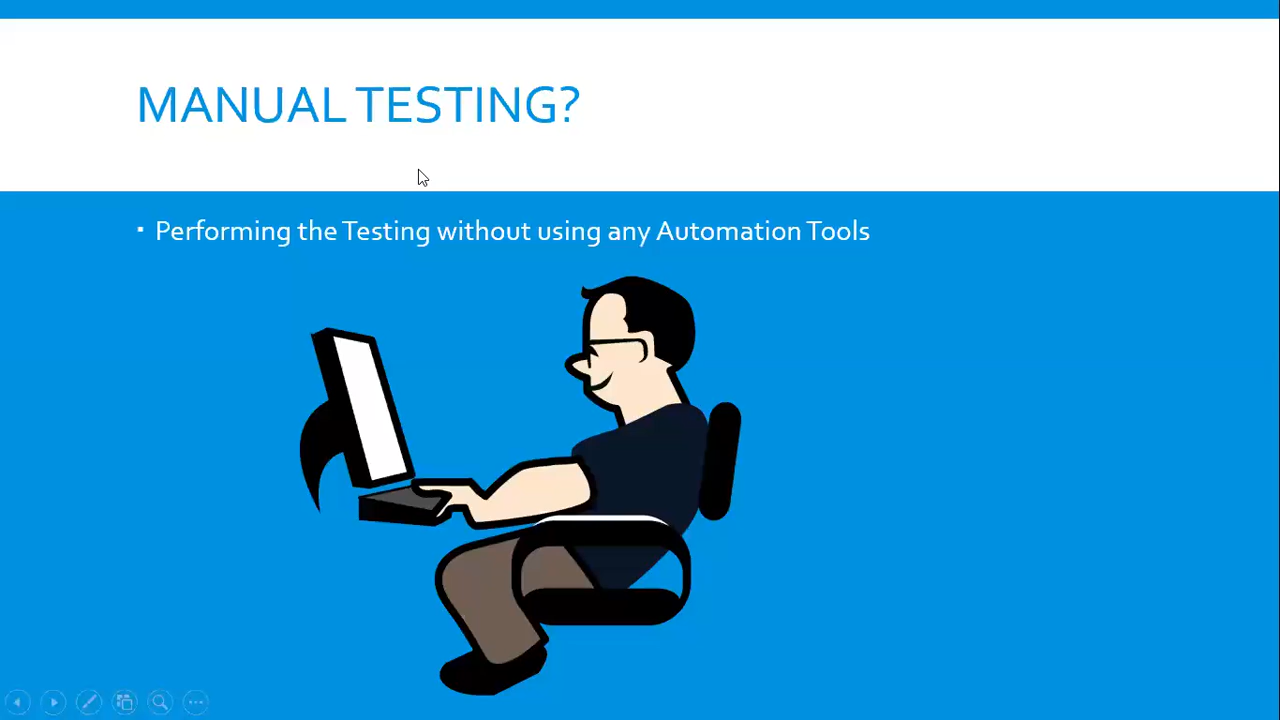 MANUAL TESTING?
▪ Performing the Testing without using any Automation Tools